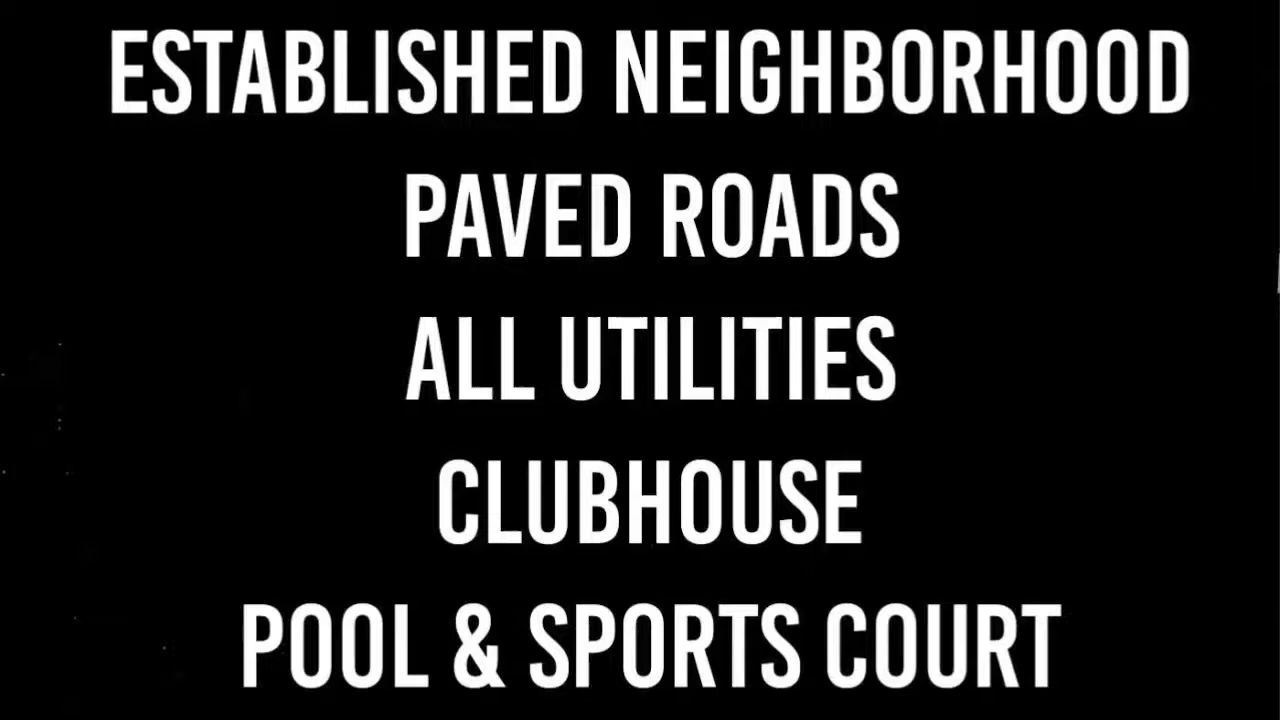 ESTABLISHED NEIGHBORHOOD
PAVED ROADS
ALL UTILITIES
CLUBHOUSE
POOL & SPORTS COURT